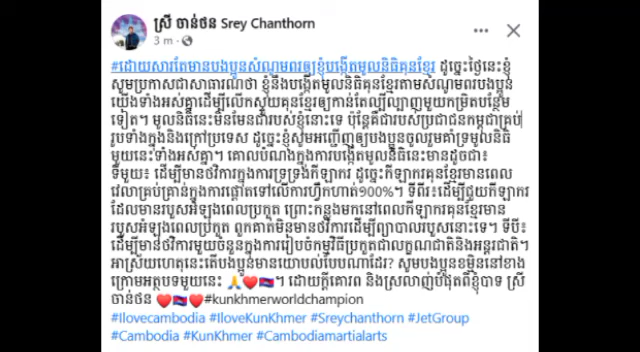 ស្រី ចាន់ថន Srey Chanthorn
3 m ·
#ដោយសារតែមានបងប្អូនសំណូមពរឲ្យខ្ញុំបង្កើតមូលនិធិគុនខ្មែរ ដូច្នេះថ្ងៃនេះខ្ញុំ
សូមប្រកាសជាសាធារណ៍ថា ខ្ញុំនឹងបង្កើតមូលនិធិគុនខ្មែរតាមសំណូមពរបងប្អូន
យើងទាំងអស់គ្នាដើម្បីលើកស្ទួយគុនខ្មែរឲ្យកាន់តែល្បីល្បាញមួយកម្រិតបន្ថែម
ទៀត។ មូលនិធិនេះមិនមែនជារបស់ខ្ញុំនោះទេ ប៉ុន្តែគឺជារបស់ប្រជាជនកម្ពុជាគ្រប់
រូបទាំងក្នុងនិងក្រៅប្រទេស ដូច្នេះខ្ញុំសូមអញ្ជើញឲ្យបងប្អូនចូលរួមគាំទ្រមូលនិធិ
មួយនេះទាំងអស់គ្នា។ គោលបំណងក្នុងការបង្កើតមូលនិធិនេះមានដូចជា៖
ទីមួយ៖ ដើម្បីមានថវិការក្នុងការទ្រទ្រង់កីឡាករ ដូច្នេះកីឡាករគុនខ្មែរមានពេល
វេលាគ្រប់គ្រាន់ក្នុងការផ្តោតទៅលើការហ្វឹកហាត់១00%។ ទីពីរ៖ដើម្បីជួយកីឡាករ
ដែលមានរបួសអំឡុងពេលប្រកួត ព្រោះកន្លងមកនៅពេលកីឡាករគុនខ្មែរមាន
របួសអំឡុងពេលប្រកួត ពួកគាត់មិនមានថវិការដើម្បីព្យាបាលរបួសនោះទេ។ ទីបី៖
ដើម្បីមានថវិការមួយចំនួនក្នុងការរៀបចំកម្មវិធីប្រកួតជាលក្ខណជាតិនិងអន្តរជាតិ។
អាស្រ័យហេតុនេះតើបងប្អូនមានយោបល់បែបណាដែរ? សូមបងប្អូនខមិ្មននៅខាង
ក្រោមអត្ថបទមួយនេះ 🙏❤️🇰🇭។ ដោយក្តីគោរព និងស្រលាញ់បំផុតពីខ្ញុំបាទ ស្រី
ចាន់ថន ❤️🇰🇭❤️🇰🇭#kunkhmerworldchampion
#Ilovecambodia #IloveKunKhmer #Sreychanthorn #JetGroup
#Cambodia #KunKhmer #Cambodiamartialarts